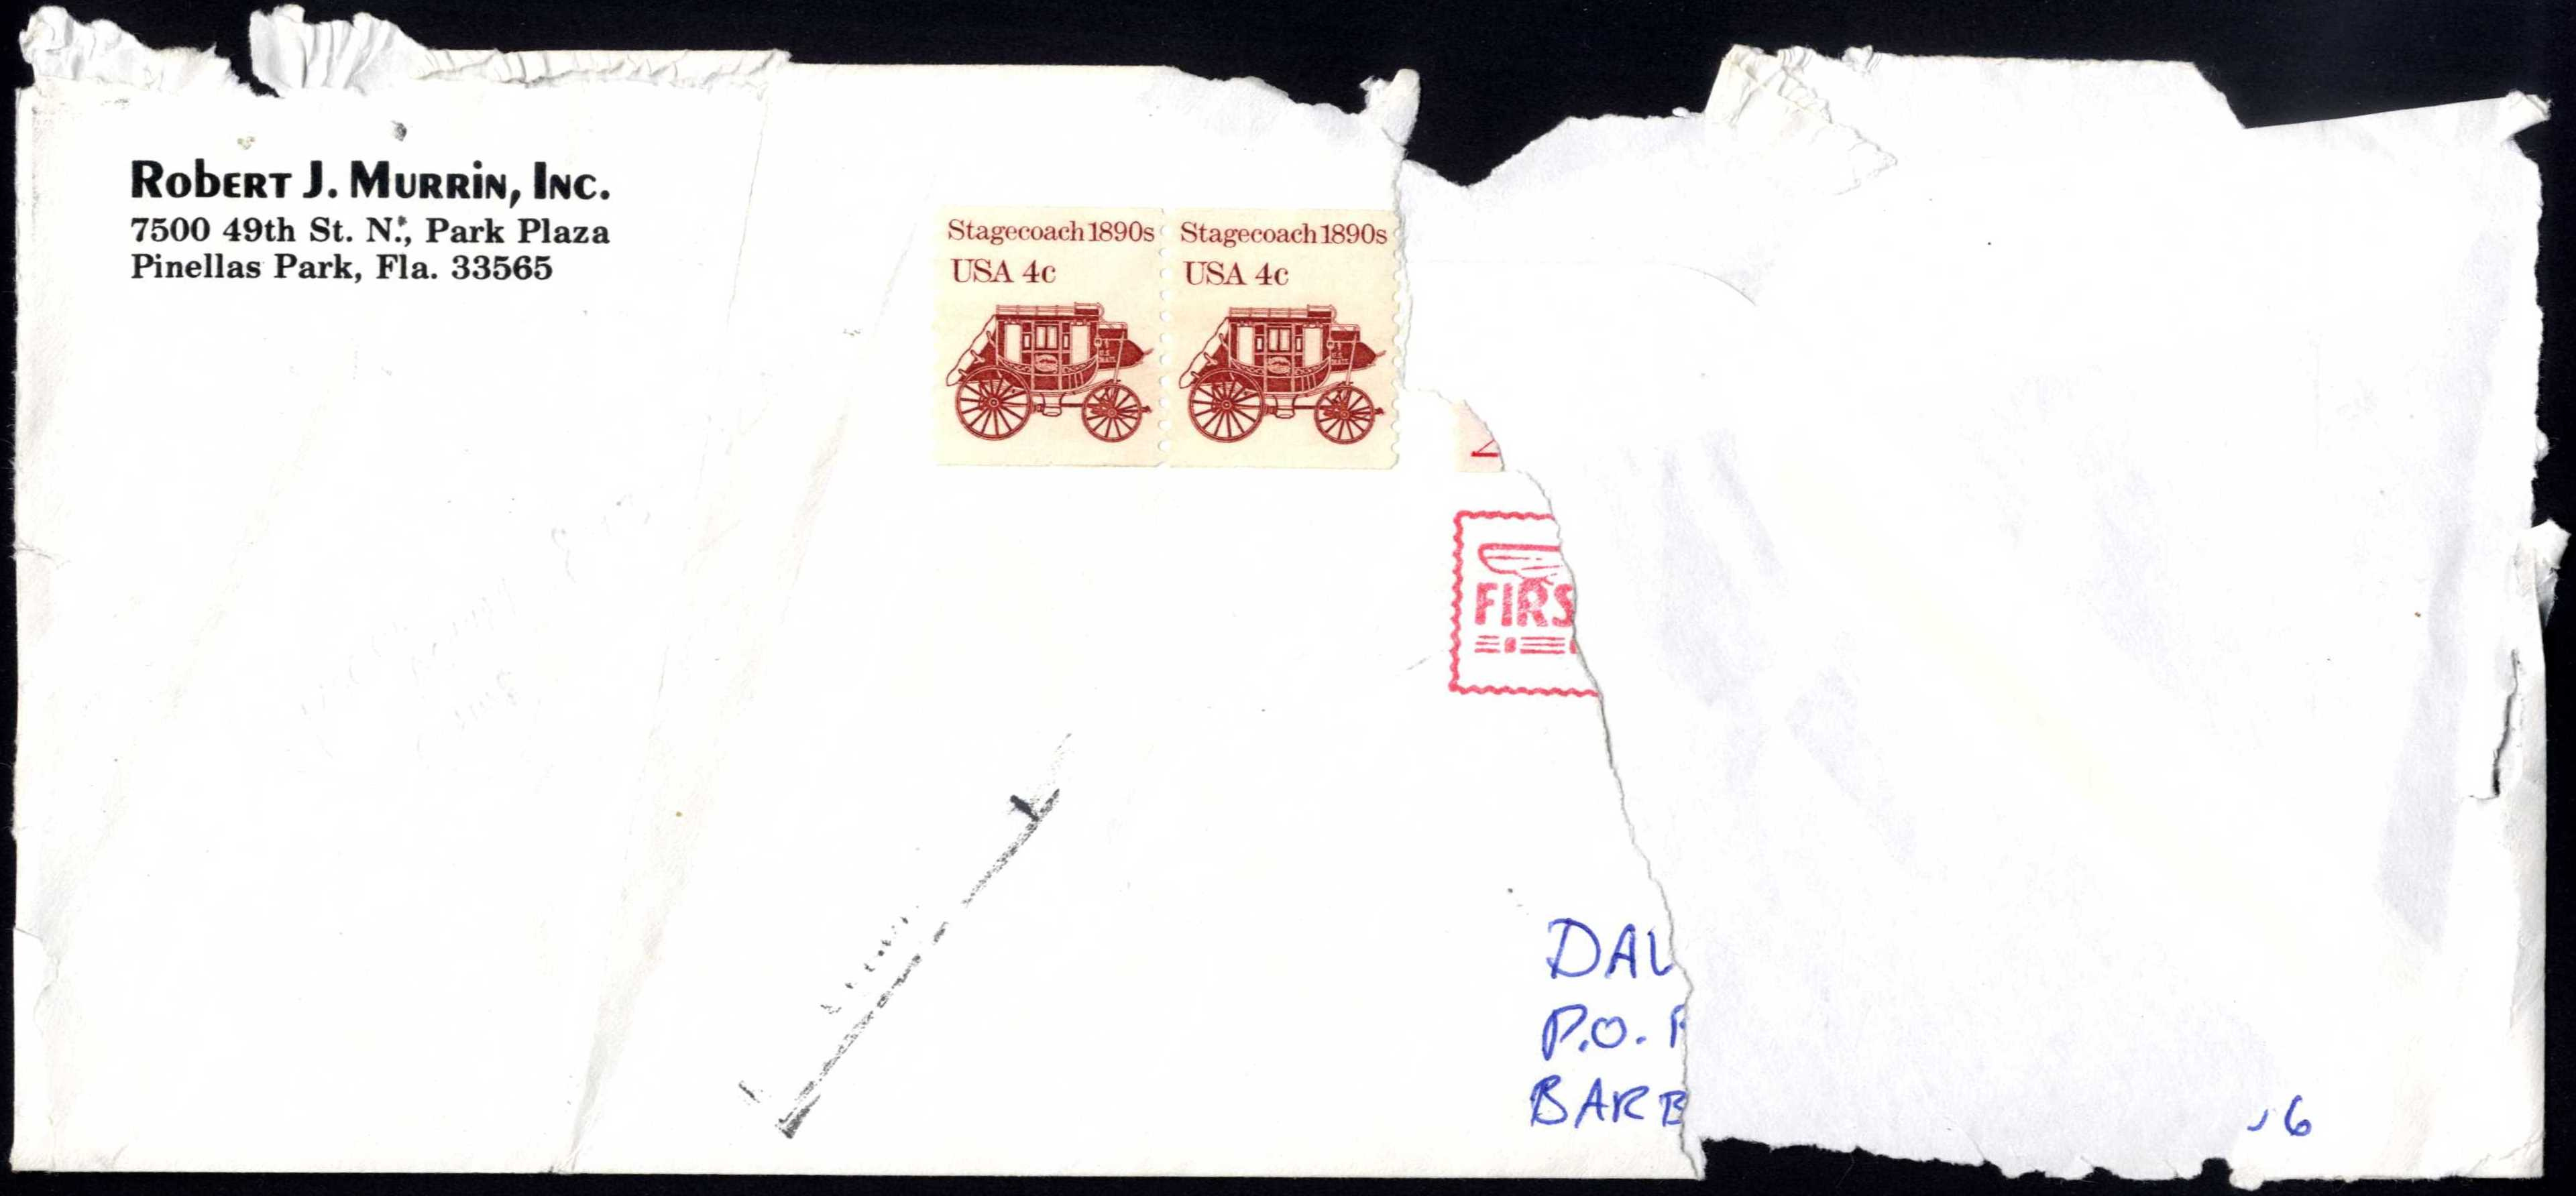 Robert J. Murrin, Inc.
7500 49th St. N., Park Plaza
Pinellas Park, Fla. 33565
Stagecoach 1890s
USA 4c
Stagecoach 1890s
USA 4c
FIRS
DAV
P.O.
BARB
6